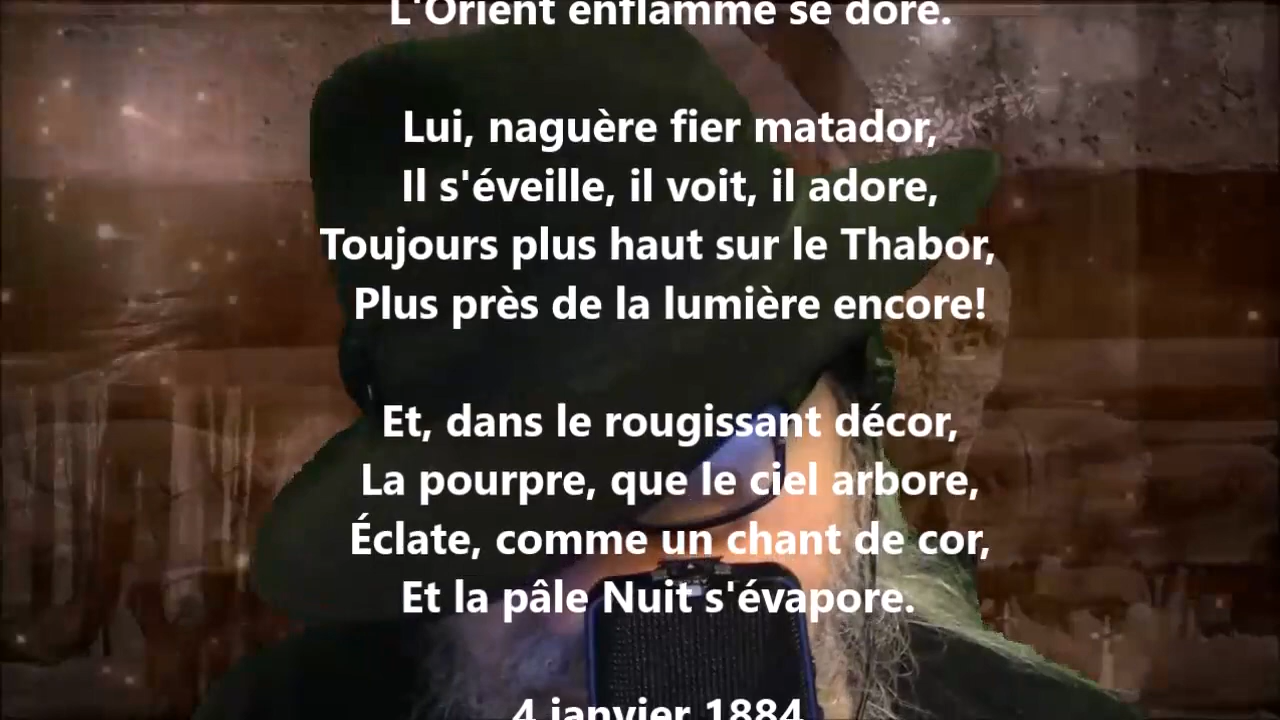 L'Orient enflammé se dore.
Lui, naguère fier matador,
Il s'éveille, il voit, il adore,
Toujours plus haut sur le Thabor,
Plus près de la lumière encore!
Et, dans le rougissant décor,
La pourpre, que le ciel arbore,
Éclate, comme un chant de cor,
Et la pâle Nuit s'évapore.
4 janvier 1884